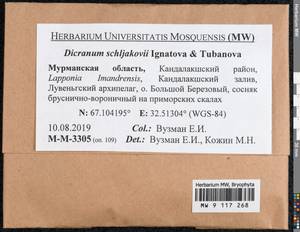 HERBARIUM UNIVERSITATIS MOSQUENSIS (MW)
Dicranum schljakovii Ignatova & Tubanova
Мурманская область, Кандалакшский район,
Lapponia Imandrensis, Кандалакшский залив,
Лувеньгский архипелаг, о. Большой Березовый, сосняк
бруснично-вороничный на приморских скалах
N: 67.104195° E: 32.51304° (WGS-84)
10.08.2019 Col.: Вузман Е.И.
M-M-3305 (оп. 109) Det.: Вузман Е.И., Кожин М.Н.
Herbarium MW, Bryophyta
MW 9 117 268